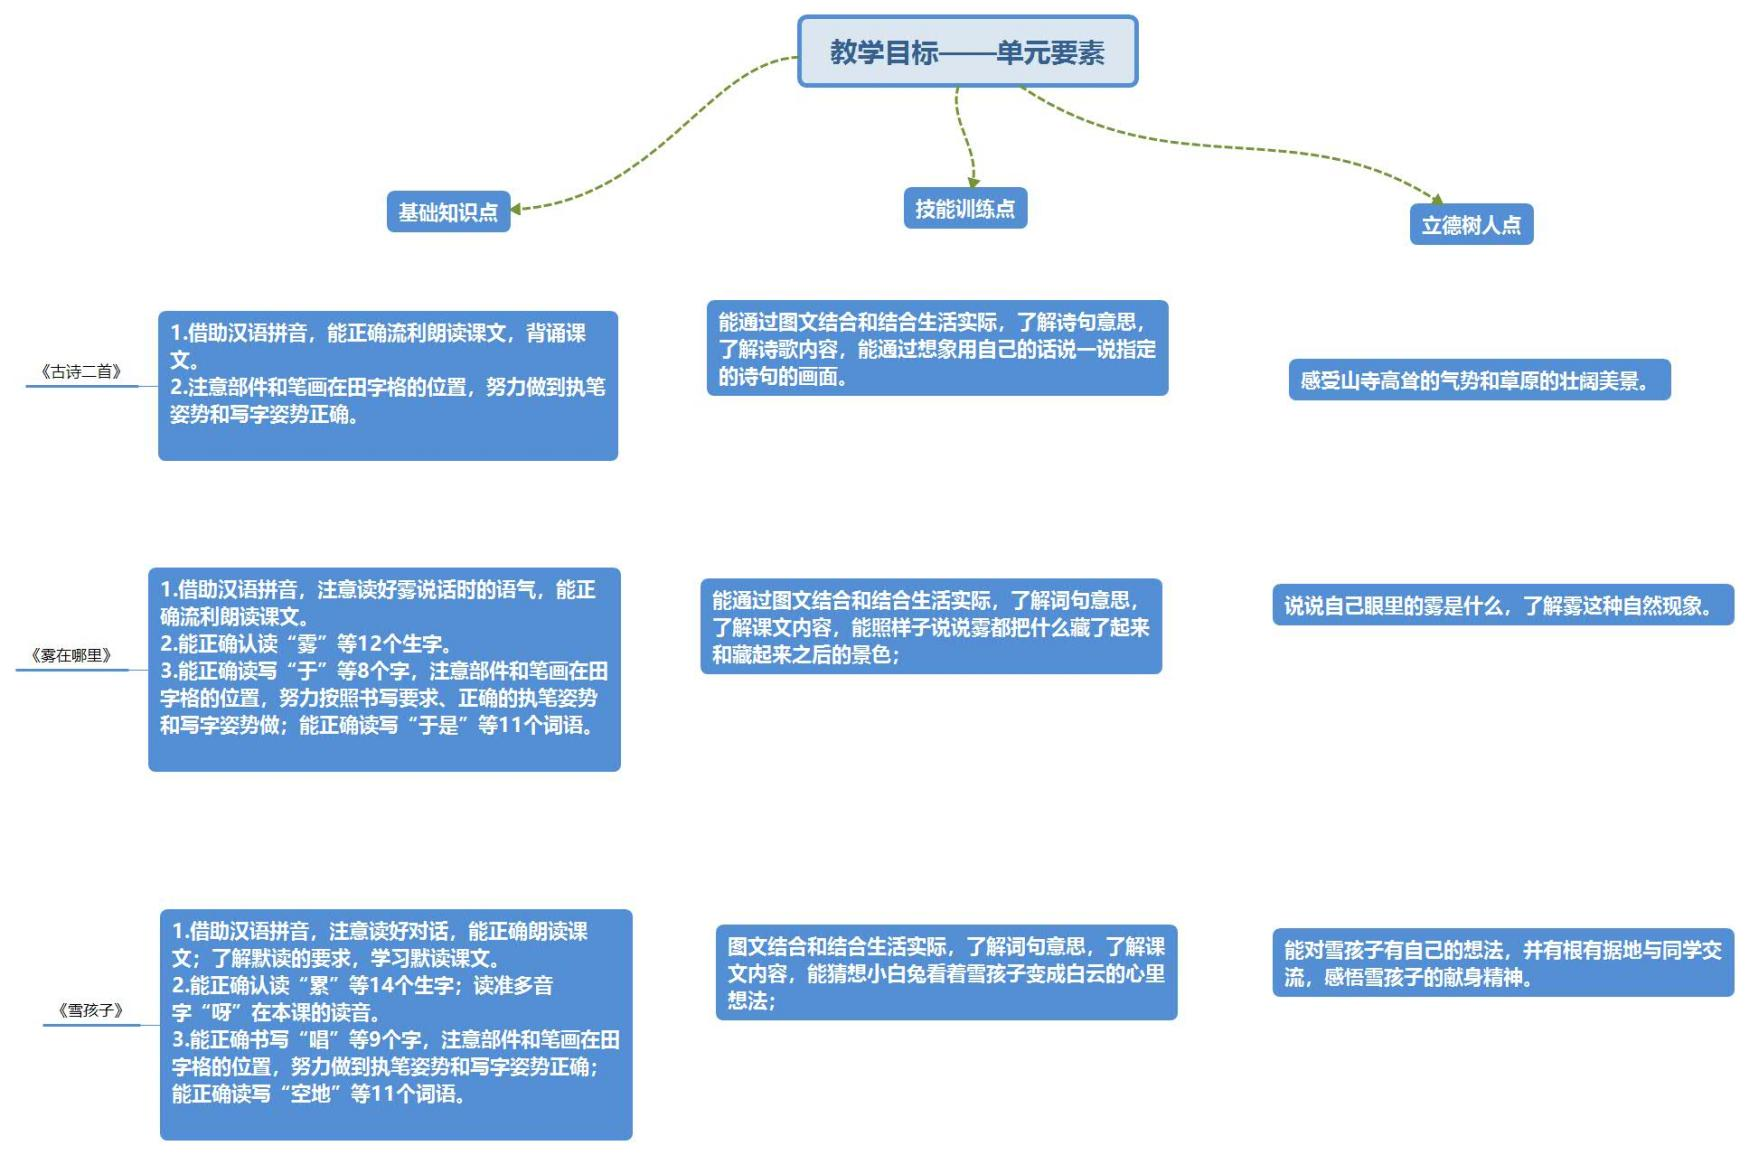 教学目标——单元要素
基础知识点
技能训练点
立德树人点
《古诗二首》
1.借助汉语拼音，能正确流利朗读课文，背诵课
文。
2.注意部件和笔画在田字格的位置，努力做到执笔
姿势和写字姿势正确。
能通过图文结合和结合生活实际，了解诗句意思，
了解诗歌内容，能通过想象用自己的话说一说指定
的诗句的画面。
感受山寺高耸的气势和草原的壮阔美景。
《雾在哪里》
1.借助汉语拼音，注意读好雾说话时的语气，能正
确流利朗读课文。
2.能正确认读“雾”等12个生字。
3.能正确读写“于”等8个字，注意部件和笔画在田
字格的位置，努力按照书写要求、正确的执笔姿势
和写字姿势做；能正确读写“于是”等11个词语。
能通过图文结合和结合生活实际，了解词句意思，
了解课文内容，能照样子说说雾都把什么藏了起来
和藏起来之后的景色；
说说自己眼里的雾是什么，了解雾这种自然现象。
《雪孩子》
1.借助汉语拼音，注意读好对话，能正确朗读课
文；了解默读的要求，学习默读课文。
2.能正确认读“累”等14个生字；读准多音
字“呀”在本课的读音。
3.能正确书写“唱”等9个字，注意部件和笔画在田
字格的位置，努力做到执笔姿势和写字姿势正确；
能正确读写“空地”等11个词语。
图文结合和结合生活实际，了解词句意思，了解课
文内容，能猜想小白兔看着雪孩子变成白云的心里
想法；
能对雪孩子有自己的想法，并有根有据地与同学交
流，感悟雪孩子的献身精神。